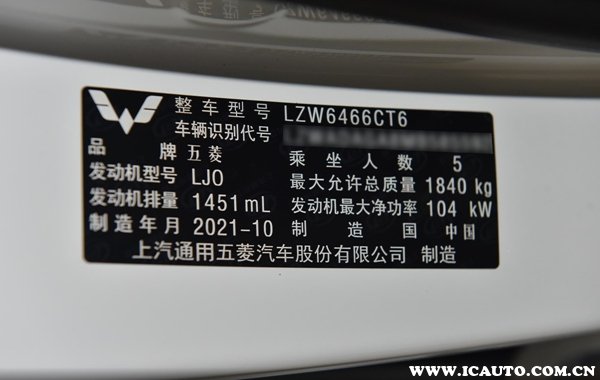 整车型号 LZW6466CT6
车辆识别代号
品牌 五菱 乘坐人数 5
发动机型号 LJO 最大允许总质量 1840 kg
发动机排量 1451 mL 发动机最大净功率 104 kW
制造年月 2021-10 制造国 中国
上汽通用五菱汽车股份有限公司 制造
www.icauto.com.cn